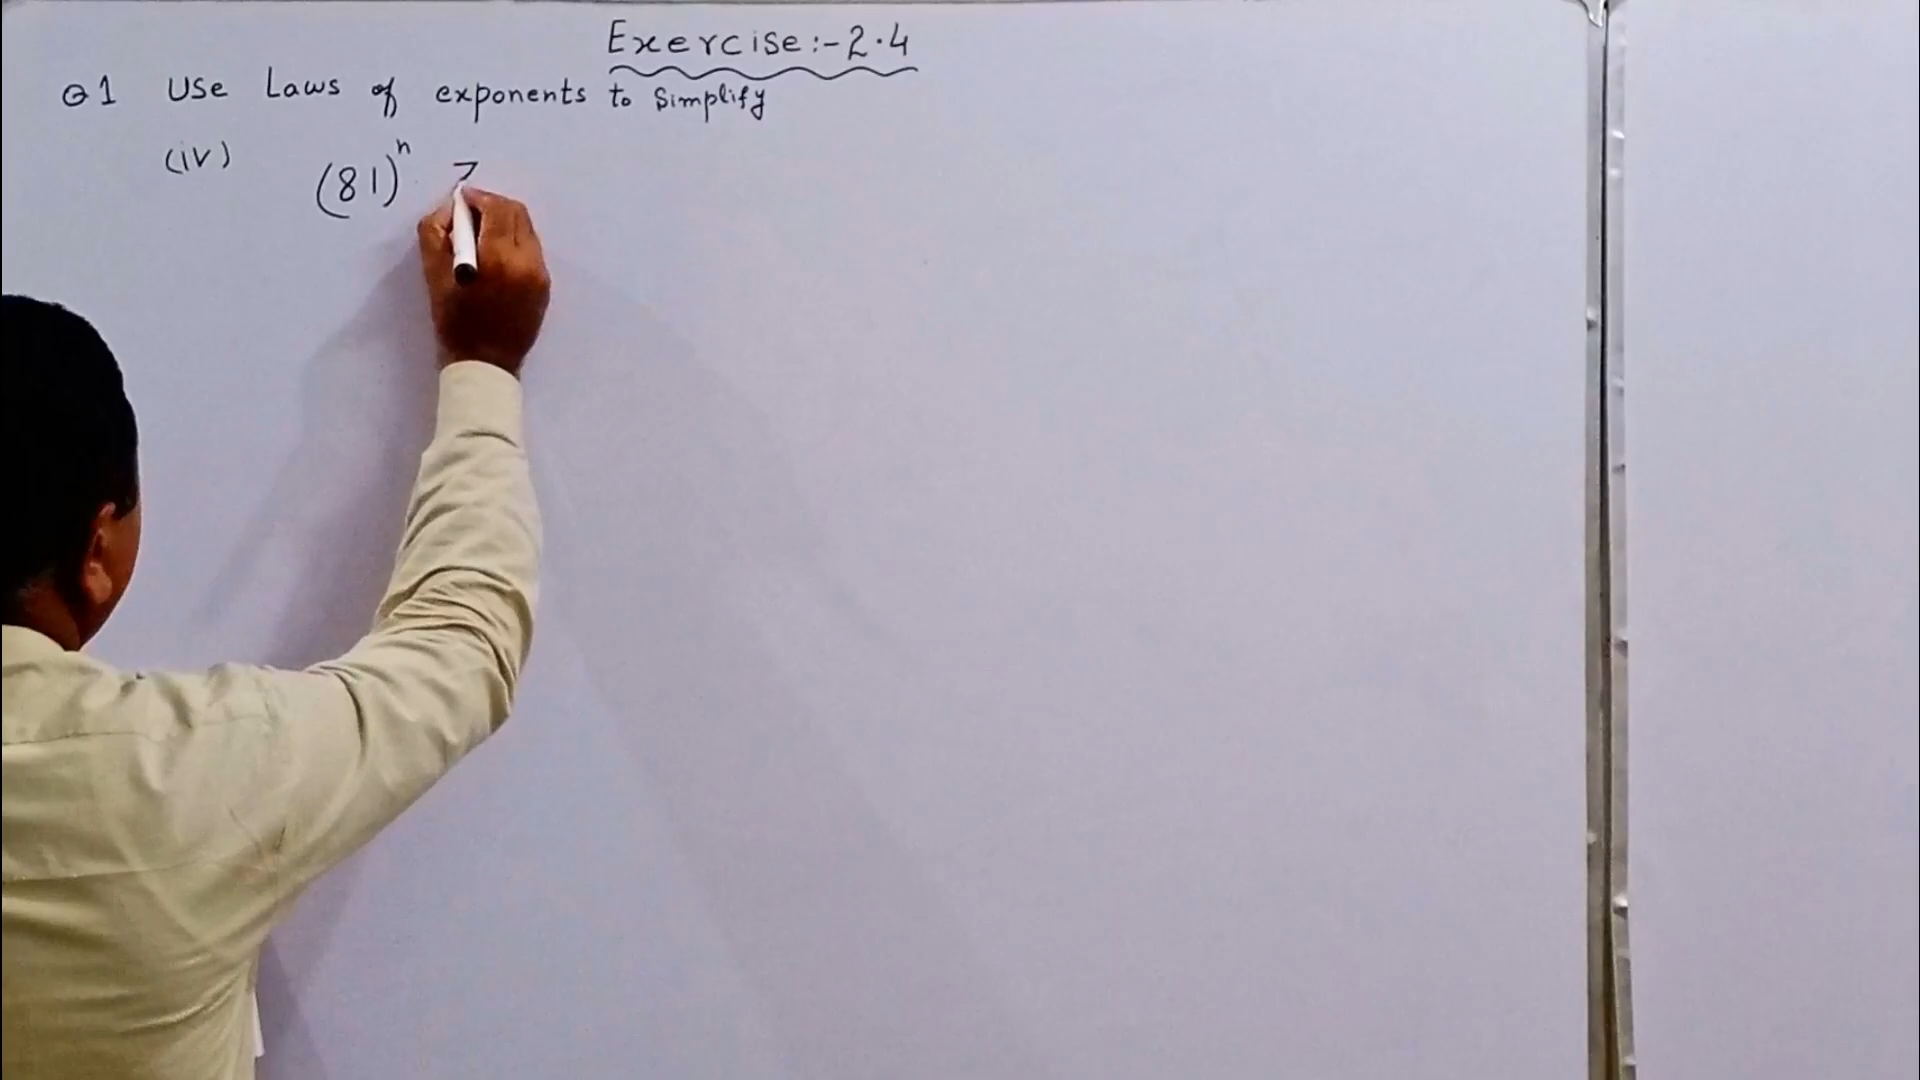 Exercise:-2.4
Q1 Use Laws of exponents to Simplify
(iv) (81)^n